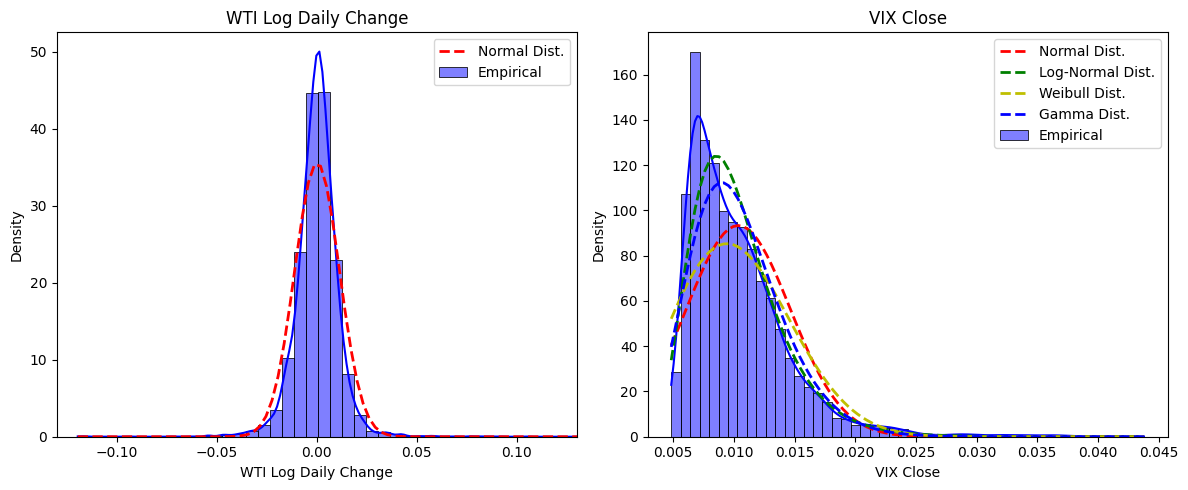 WTI Log Daily Change
Density
50
40
30
20
10
0
−0.10
−0.05
0.00
0.05
0.10
WTI Log Daily Change
Normal Dist.
Empirical
VIX Close
Density
160
140
120
100
80
60
40
20
0
0.005
0.010
0.015
0.020
0.025
0.030
0.035
0.040
0.045
VIX Close
Normal Dist.
Log-Normal Dist.
Weibull Dist.
Gamma Dist.
Empirical